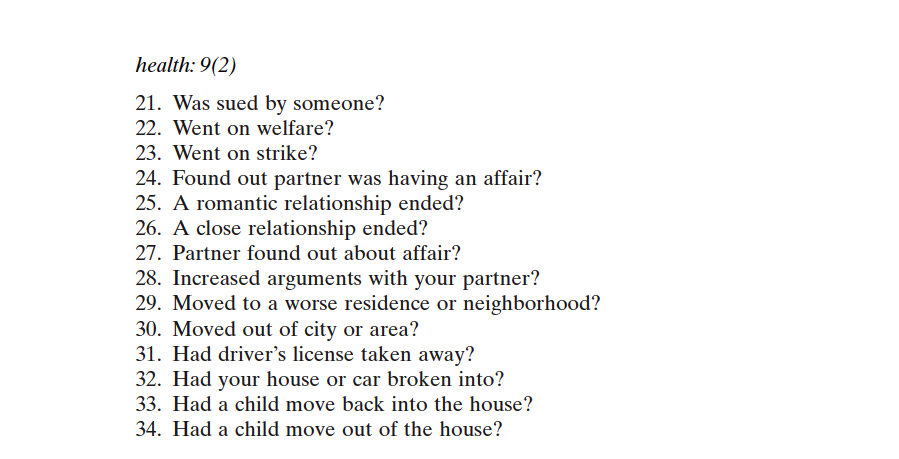 health: 9(2)
21. Was sued by someone?
22. Went on welfare?
23. Went on strike?
24. Found out partner was having an affair?
25. A romantic relationship ended?
26. A close relationship ended?
27. Partner found out about affair?
28. Increased arguments with your partner?
29. Moved to a worse residence or neighborhood?
30. Moved out of city or area?
31. Had driver’s license taken away?
32. Had your house or car broken into?
33. Had a child move back into the house?
34. Had a child move out of the house?